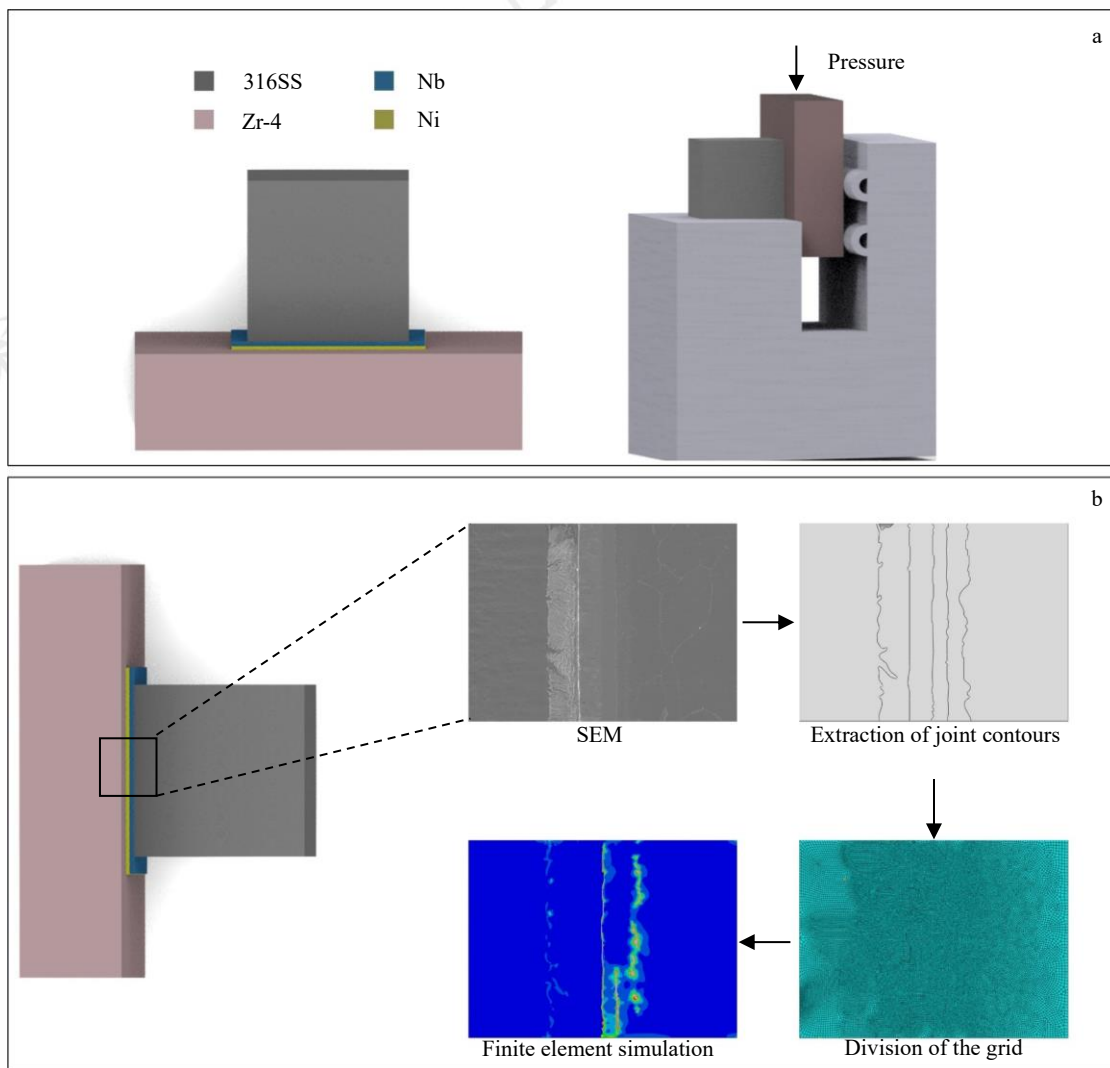 a
316SS
Nb
Zr-4
Ni
Pressure
b
SEM
Extraction of joint contours
Finite element simulation
Division of the grid